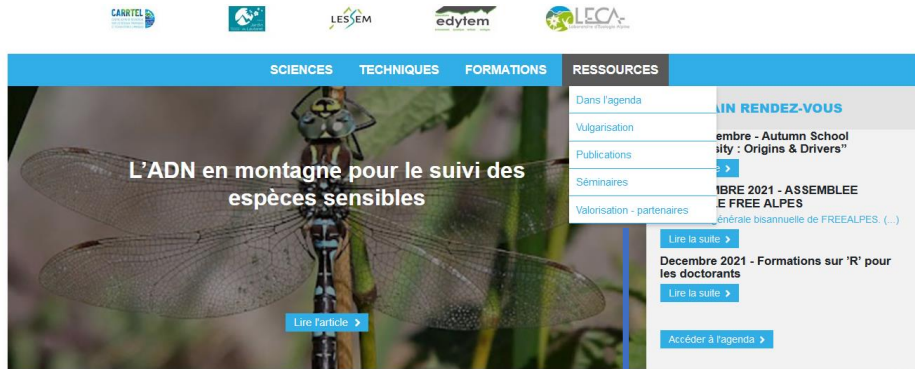 CARRTEL
LESSEM
edytem
LECA
SCIENCES TECHNIQUES FORMATIONS RESSOURCES
Dans l'agenda
Vulgarisation
Publications
Séminaires
Valorisation - partenaires
L'ADN en montagne pour le suivi des
espèces sensibles
Lire l'article >
AIN RENDEZ-VOUS
embre - Autumn School
sity : Origins & Drivers”
MBRE 2021 - ASSEMBLEE
LE FREE ALPES
générale bisannuelle de FREEALPES. (...)
Lire la suite >
Decembre 2021 - Formations sur 'R' pour
les doctorants
Lire la suite >
Accéder à l'agenda >